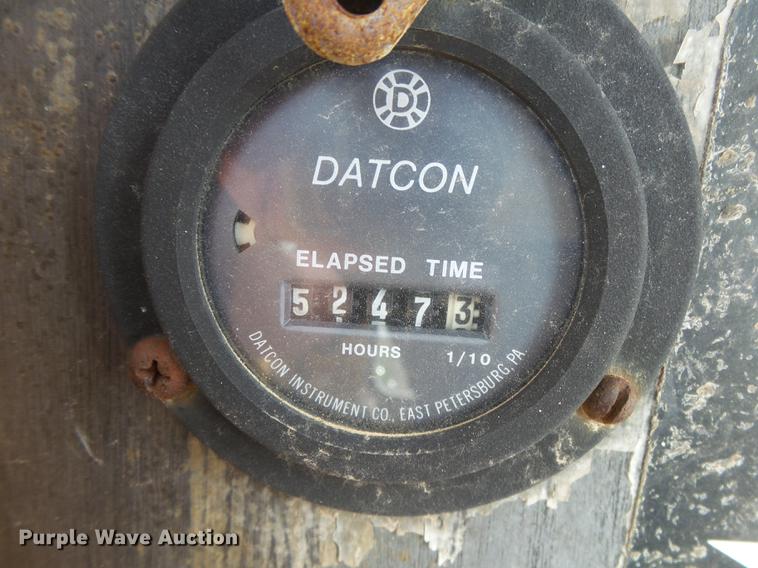 D
DATCON
ELAPSED TIME
5 2 4 7 3
HOURS 1/10
DATCON INSTRUMENT CO., EAST PETERSBURG, PA
Purple Wave Auction